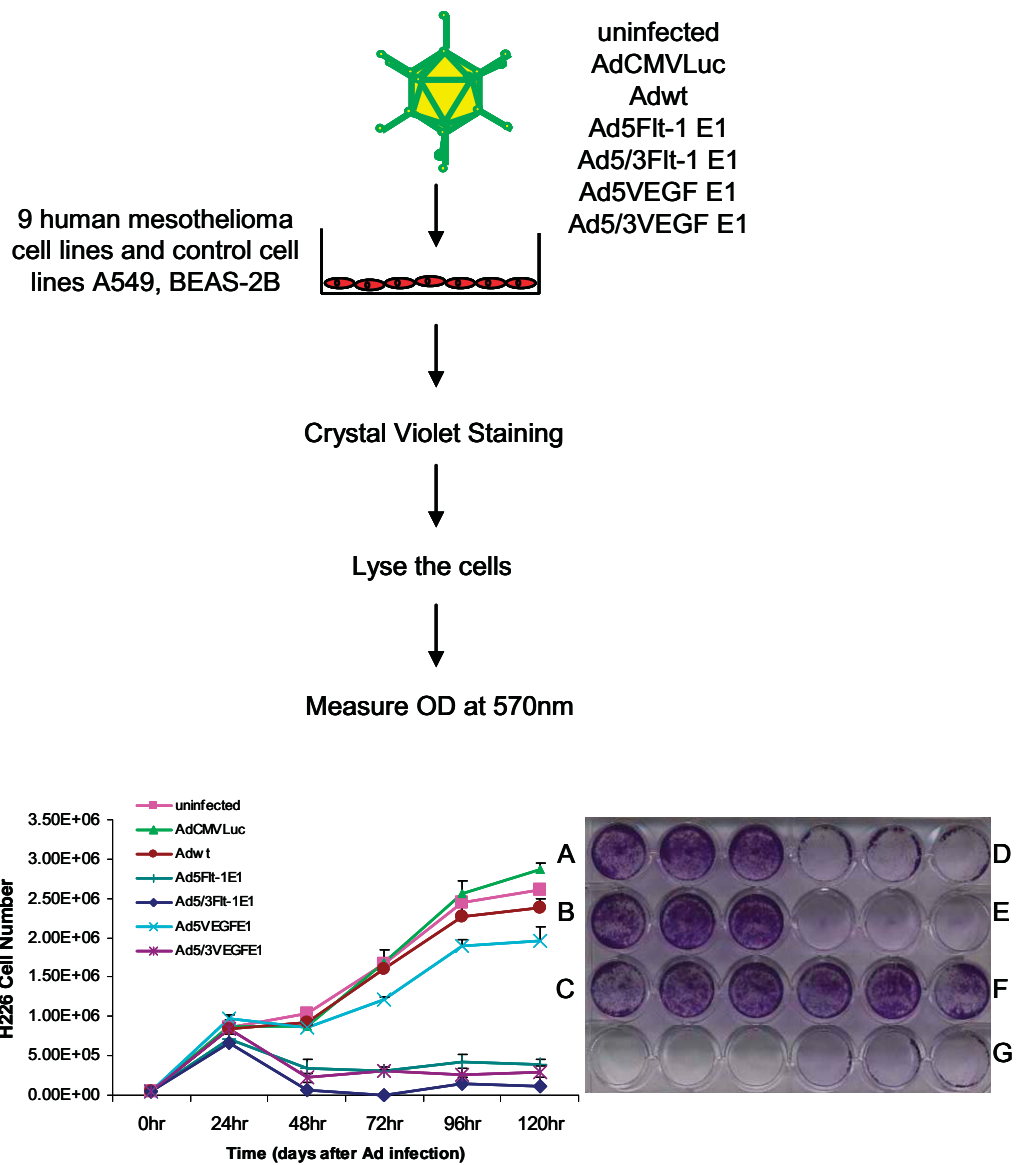 uninfected
AdCMVLuc
Adwt
Ad5Flt-1 E1
Ad5/3Flt-1 E1
Ad5VEGF E1
Ad5/3VEGF E1
9 human mesothelioma
cell lines and control cell
lines A549, BEAS-2B
Crystal Violet Staining
Lyse the cells
Measure OD at 570nm
uninfected
AdCMVLuc
Adwt
Ad5Flt-1E1
Ad5/3Flt-1E1
Ad5VEGFE1
Ad5/3VEGFE1
H226 Cell Number
3.50E+06
3.00E+06
2.50E+06
2.00E+06
1.50E+06
1.00E+06
5.00E+05
0.00E+00
0hr
24hr
48hr
72hr
96hr
120hr
Time (days after Ad infection)
A
D
B
E
C
F
G